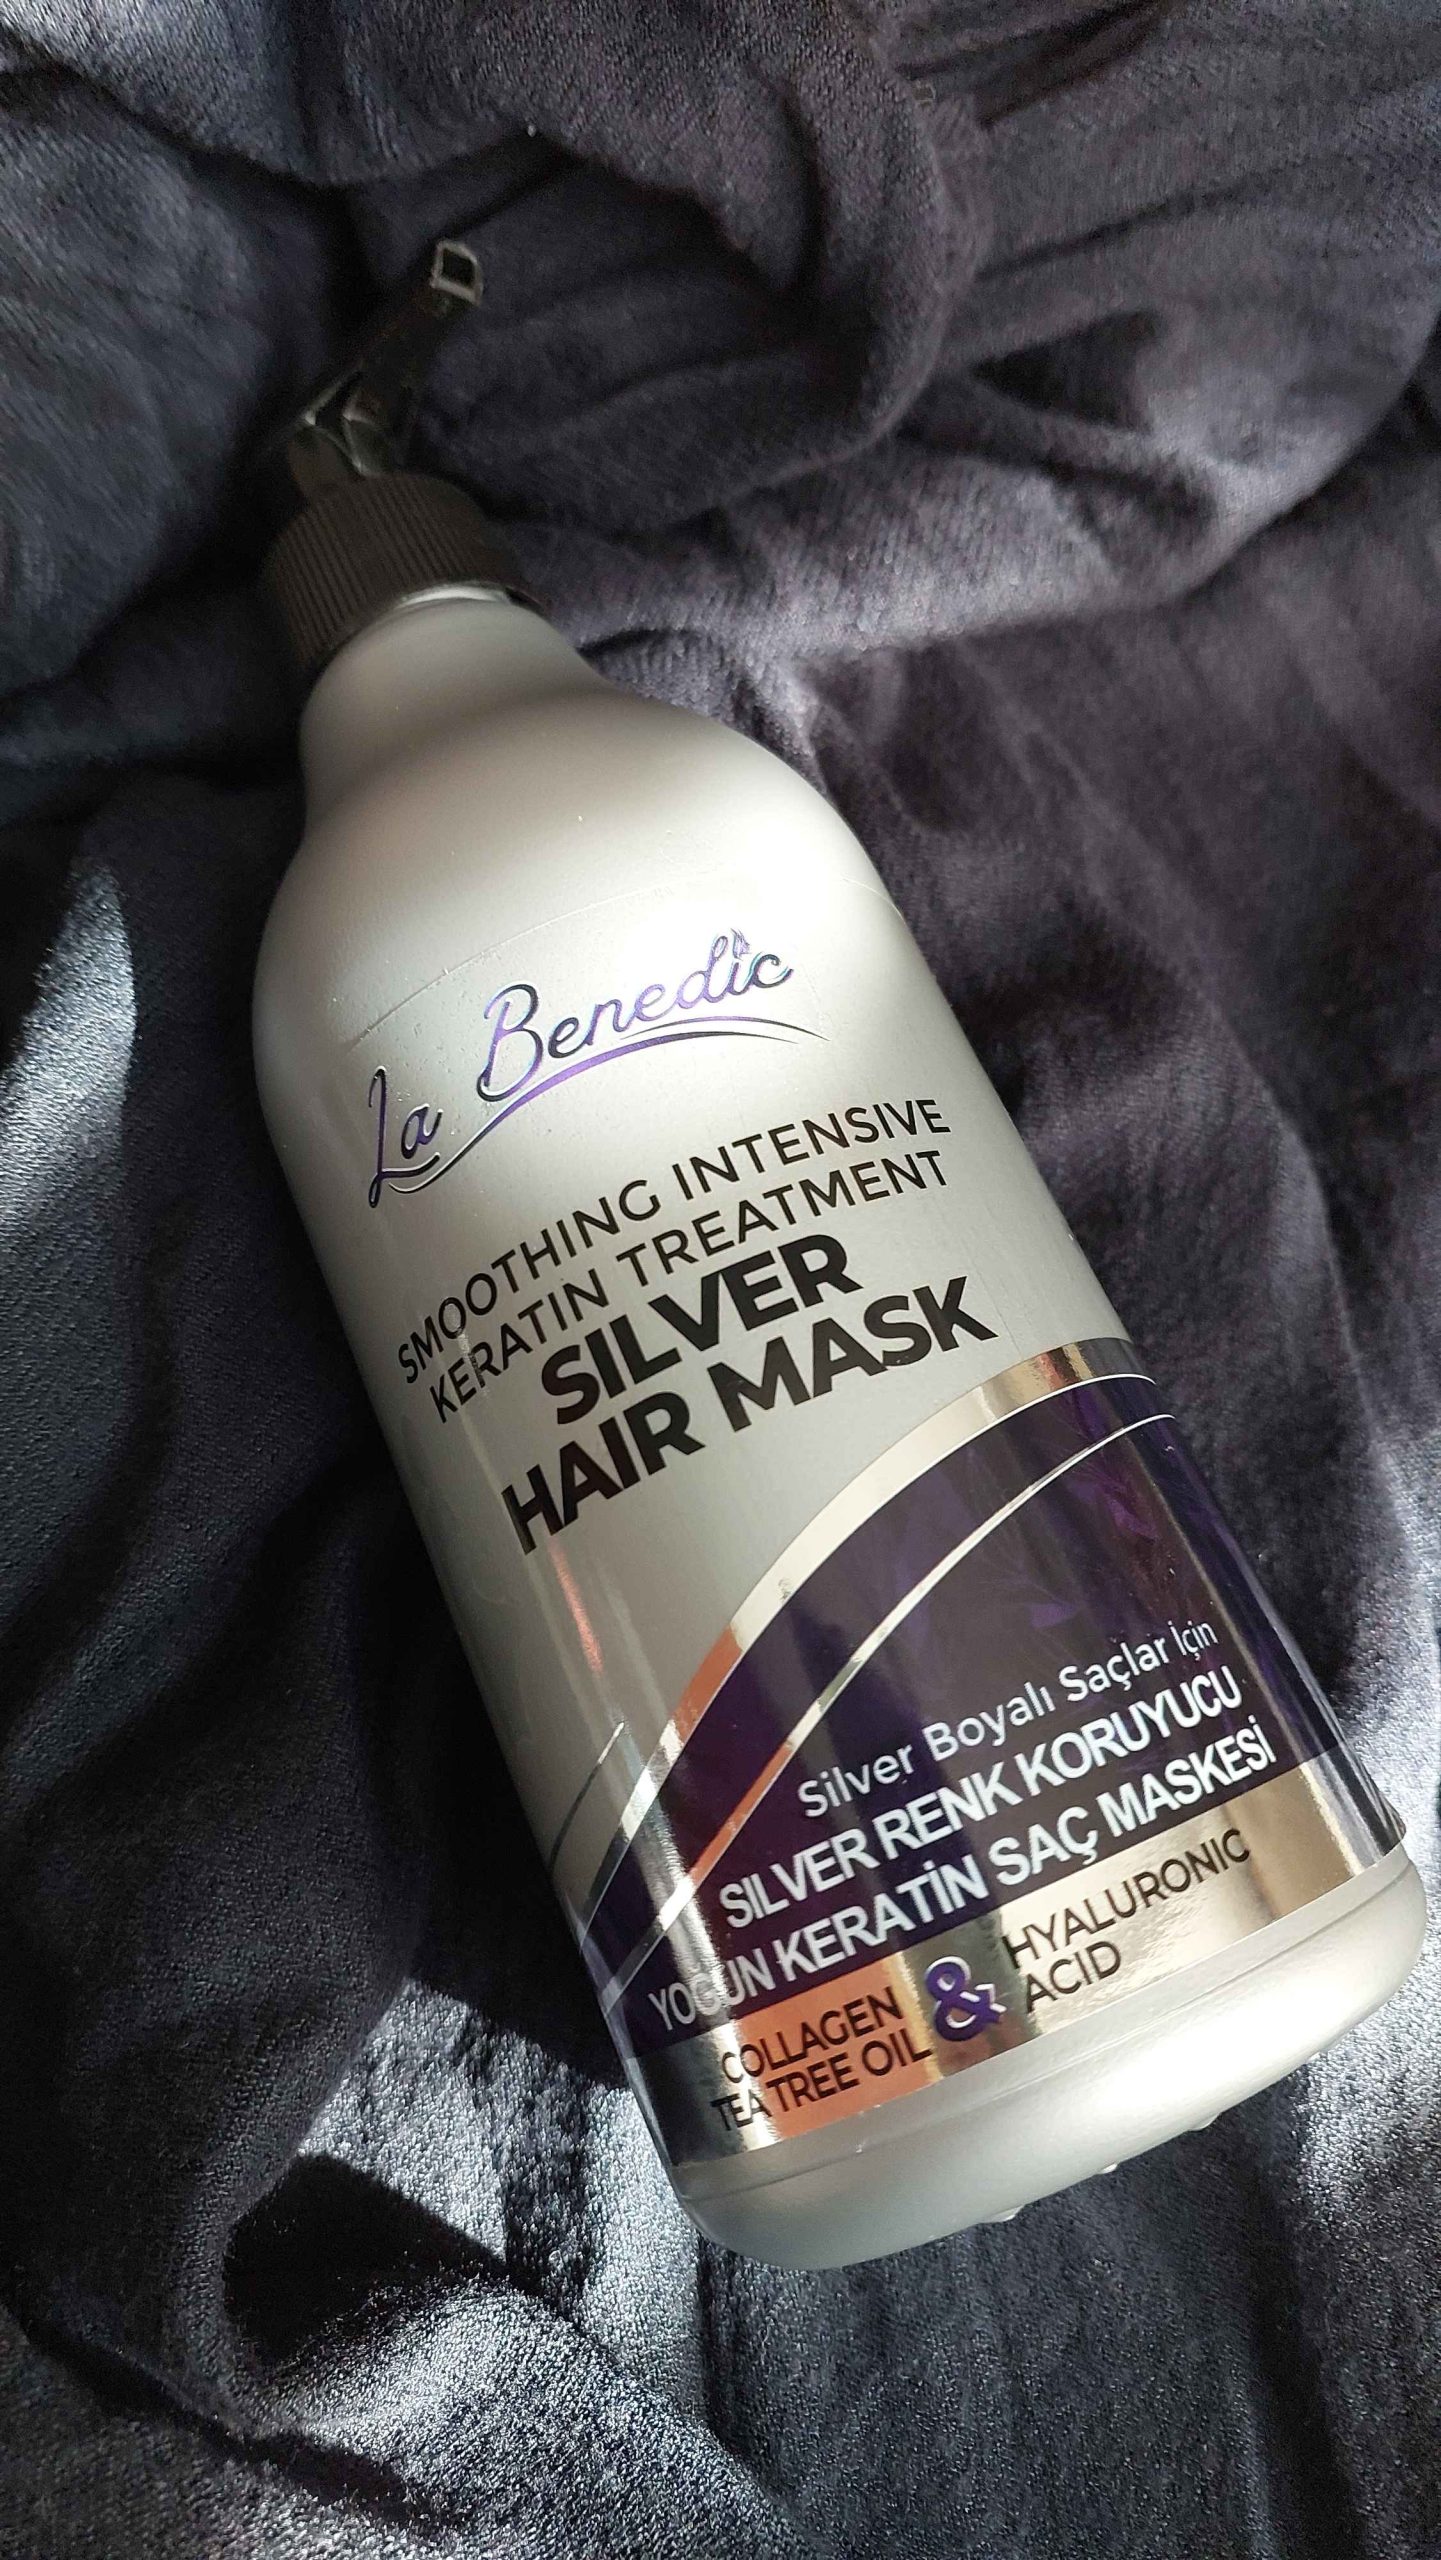 La Benedic
SMOOTHING INTENSIVE
KERATIN TREATMENT
SILVER
HAIR MASK
Silver Boyalı Saçlar İçin
SILVER RENK KORUYUCU
YOĞUN KERATİN SAÇ MASKESİ
COLLAGEN
TEA TREE OIL
&
HYALURONIC
ACID